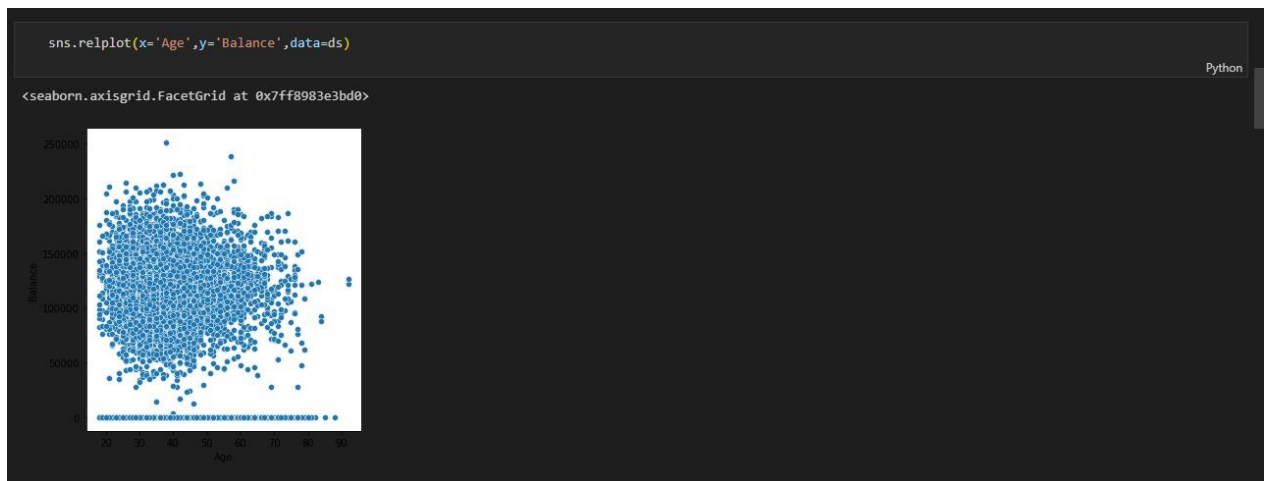 sns.relplot(x='Age',y='Balance',data=ds)
Python
<seaborn.axisgrid.FacetGrid at 0x7ff8983e3bd0>
250000
200000
150000
100000
50000
0
Balance
20 30 40 50 60 70 80 90
Age